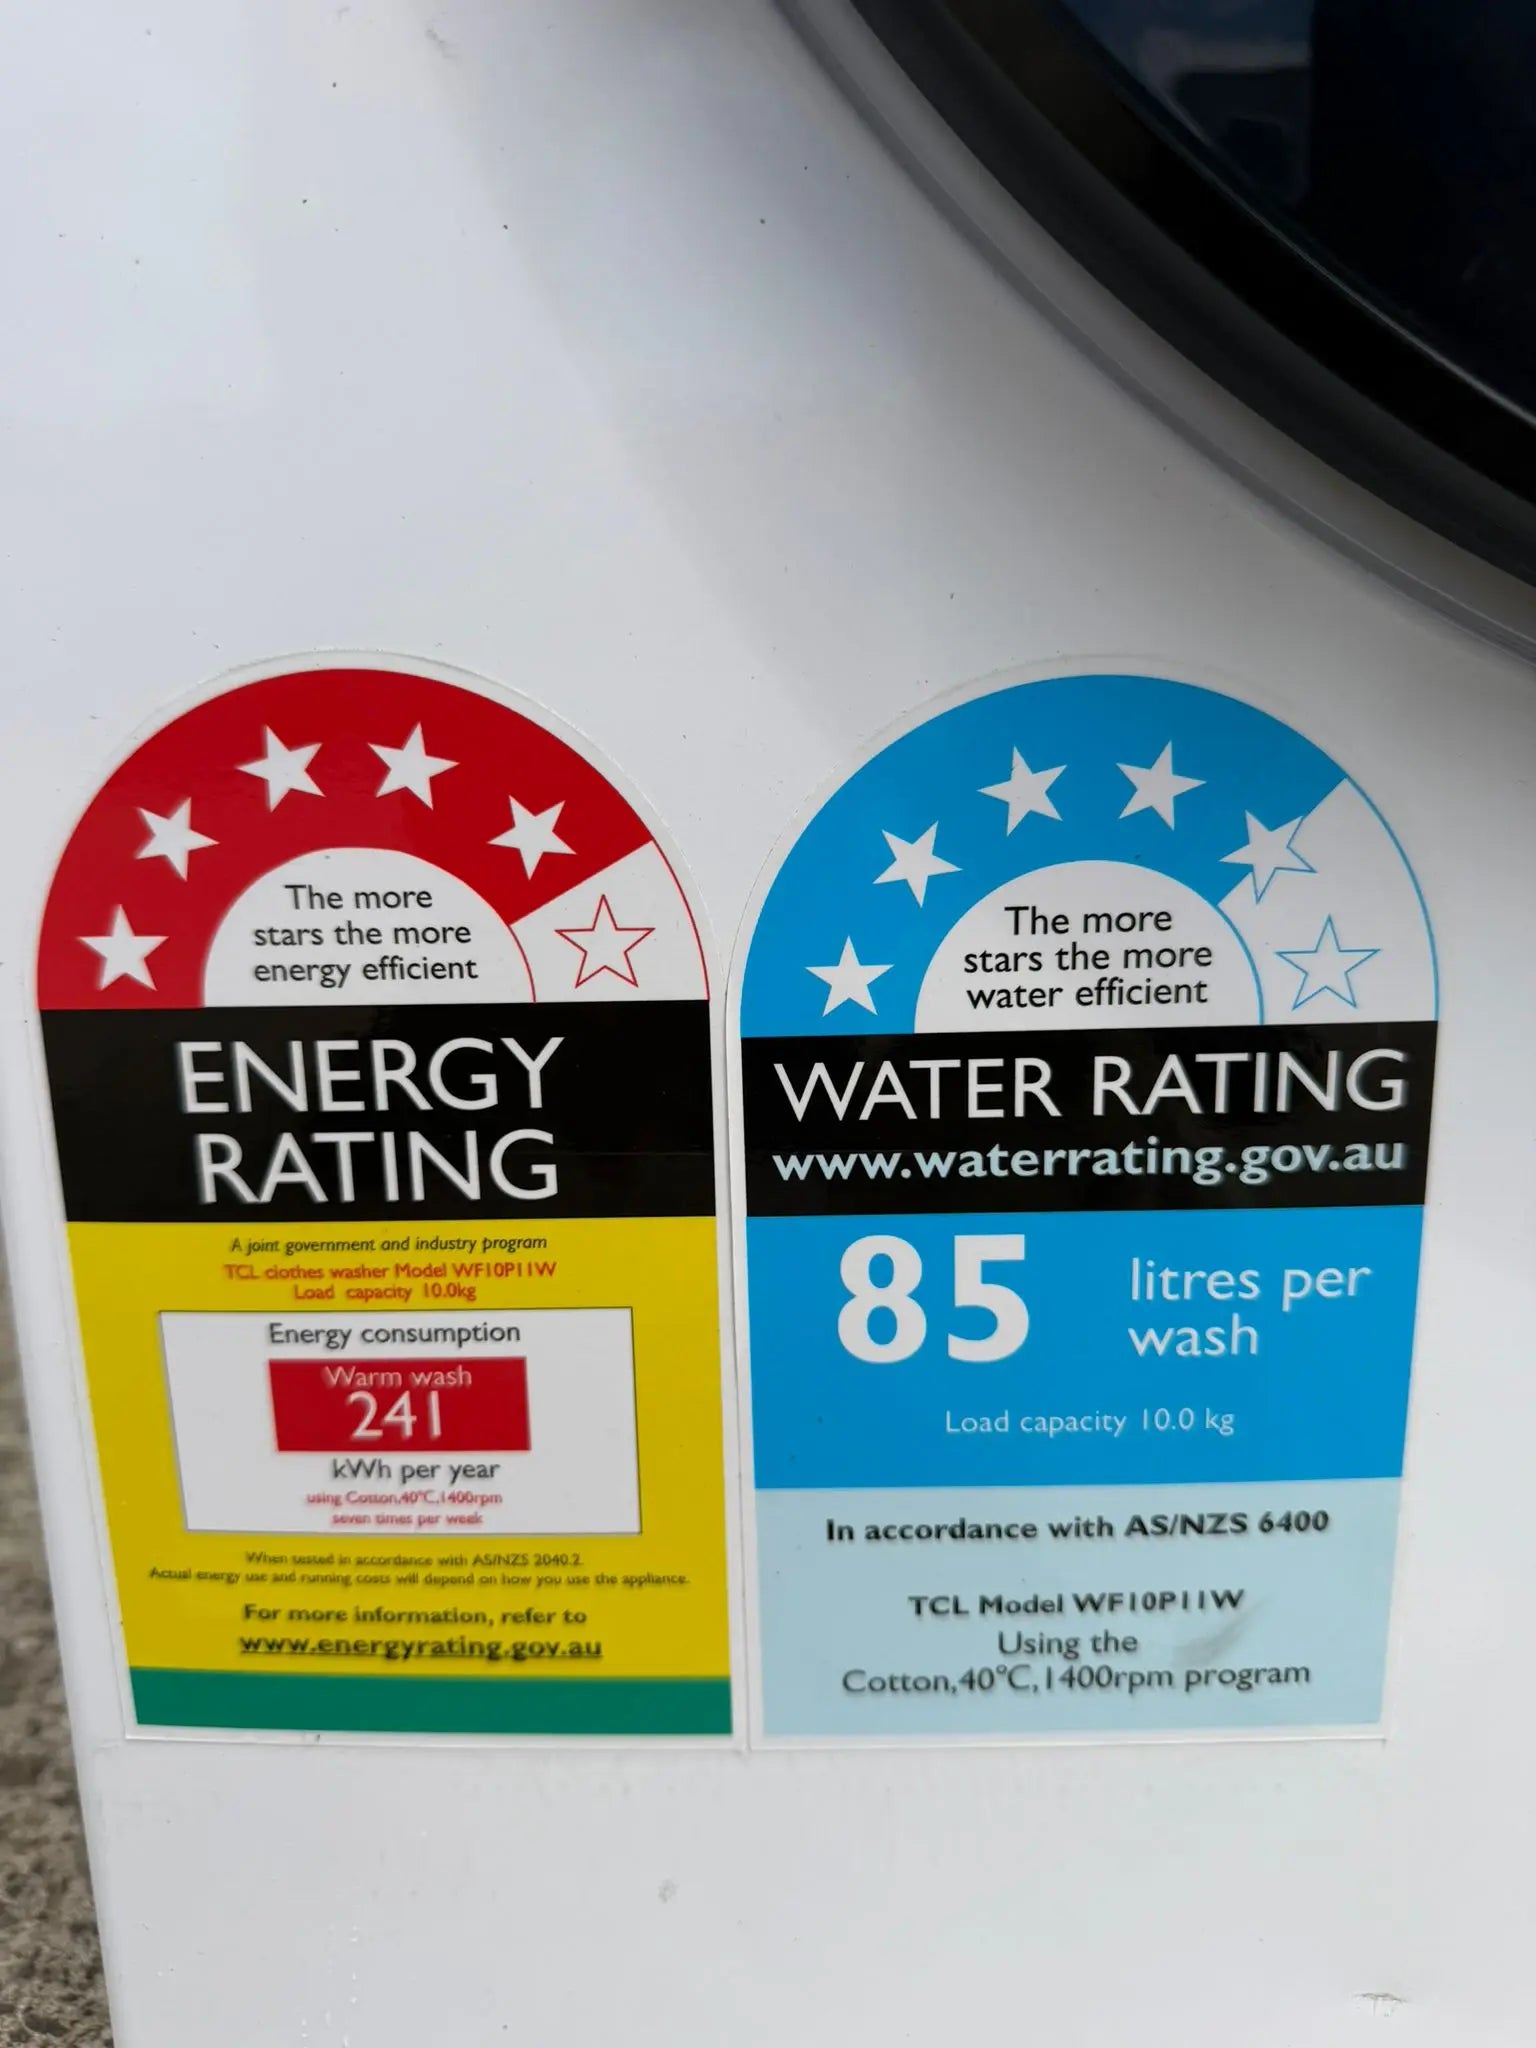 The more
stars the more
energy efficient
ENERGY
RATING
A joint government and industry program
TCL clothes washer Model WF10P11W
Load capacity 10.0kg
Energy consumption
Warm wash
241
kWh per year
using Cotton,40°C,1400rpm
seven times per week
When tested in accordance with AS/NZS 2040.2.
Actual energy use and running costs will depend on how you use the appliance.
For more information, refer to
www.energyrating.gov.au
The more
stars the more
water efficient
WATER RATING
www.waterrating.gov.au
85 litres per
wash
Load capacity 10.0 kg
In accordance with AS/NZS 6400
TCL Model WF10P11W
Using the
Cotton,40°C,1400rpm program